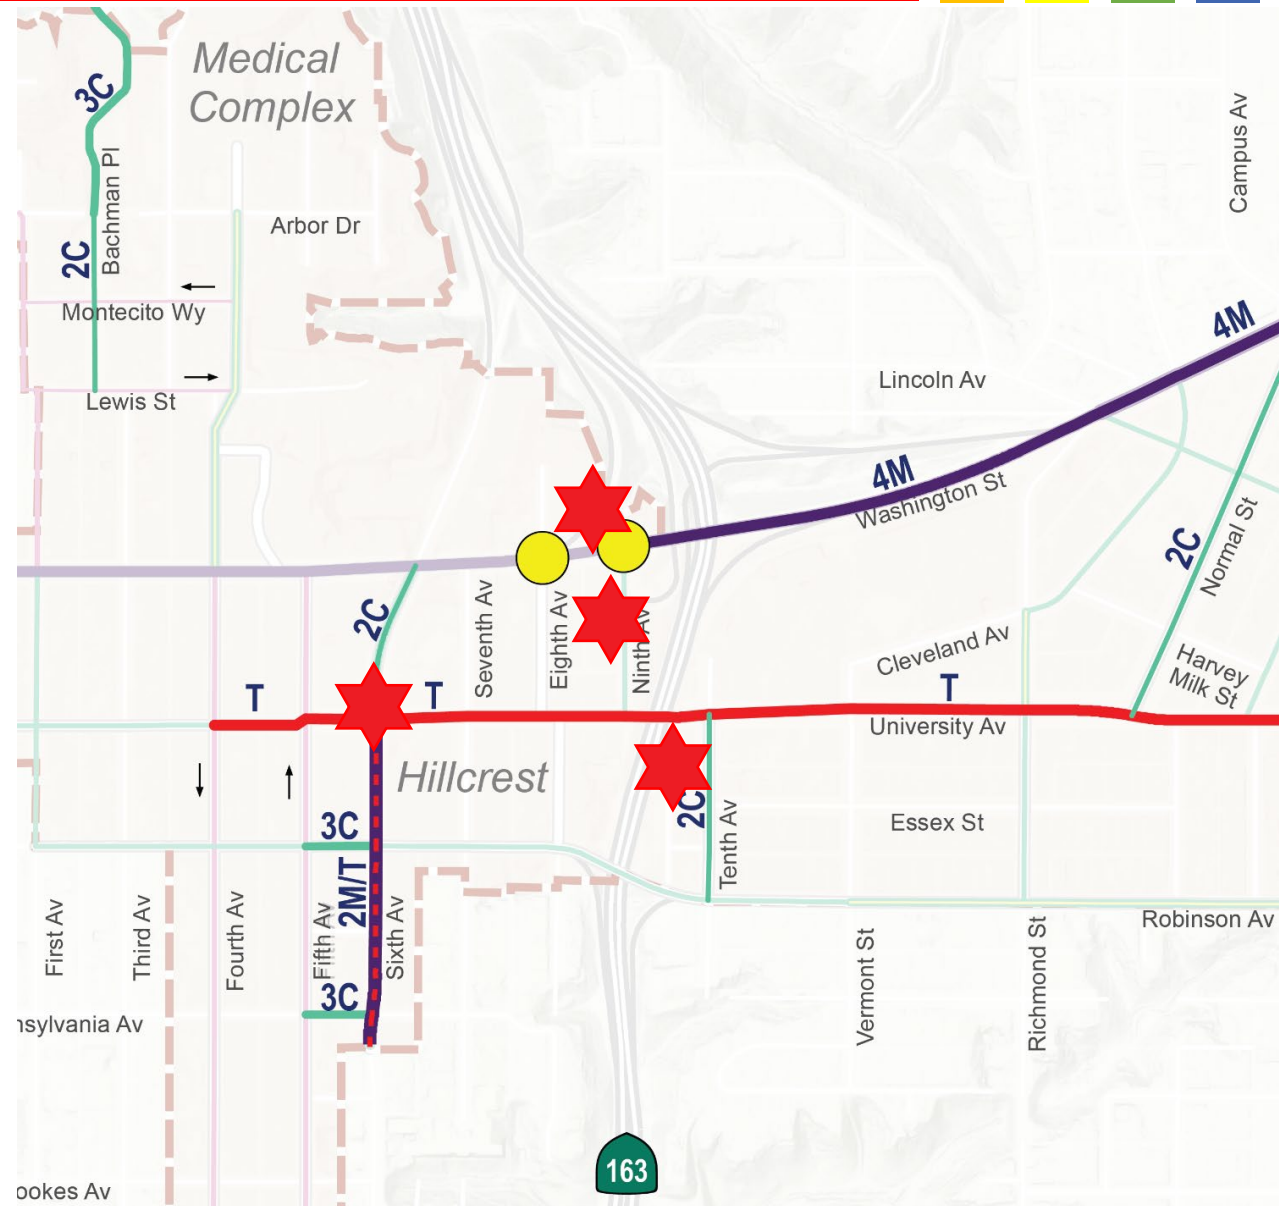 Medical
Complex
3C
Bachman Pl
Campus Av
Arbor Dr
2C
Montecito Wy
Lewis St
Lincoln Av
4M
4M
Washington St
2C
Normal St
2C
Seventh Av
Eighth Av
Ninth Av
Cleveland Av
Harvey
Milk St
T
T
T
University Av
Hillcrest
3C
2C
Tenth Av
Essex St
2M/T
First Av
Third Av
Fourth Av
Fifth Av
Sixth Av
Robinson Av
Vermont St
Richmond St
3C
nsylvania Av
163
ookes Av